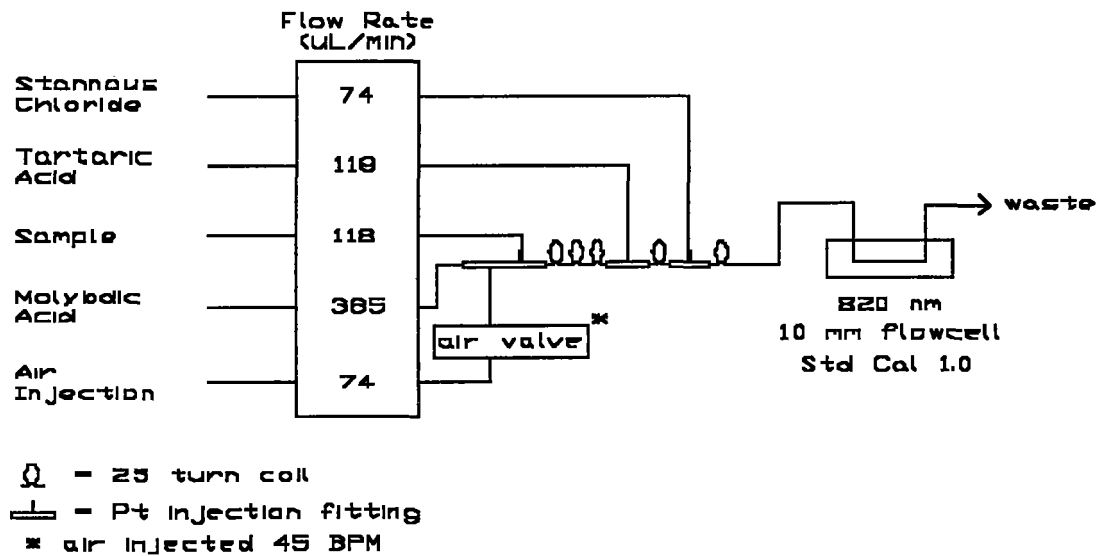 Flow Rate
(uL/min)
Stannous
Chloride
74
Tartaric
Acid
118
waste
Sample
118
Molybdic
Acid
385
*
air valve
820 nm
10 mm flowcell
Std Cal 1.0
Air
Injection
74
= 25 turn coil
= Pt injection fitting
* air injected 45 BPM